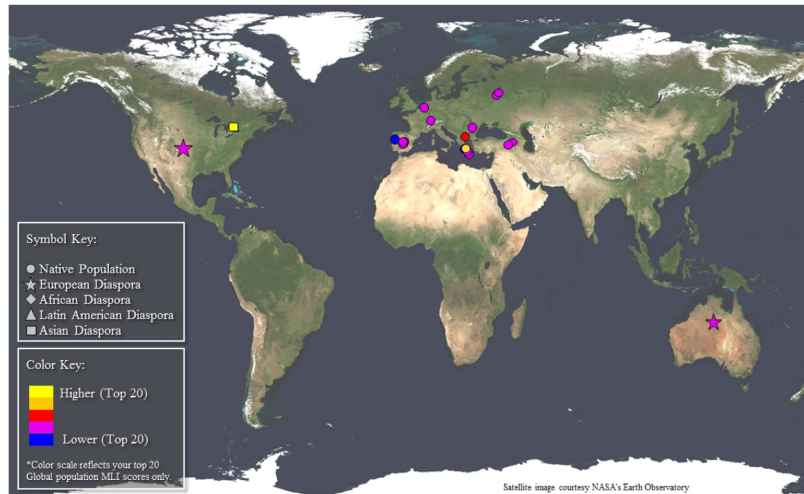 Symbol Key:
Native Population
European Diaspora
African Diaspora
Latin American Diaspora
Asian Diaspora
Color Key:
Higher (Top 20)
Lower (Top 20)
*Color scale reflects your top 20
Global population MLI scores only.
Satellite image courtesy NASA's Earth Observatory